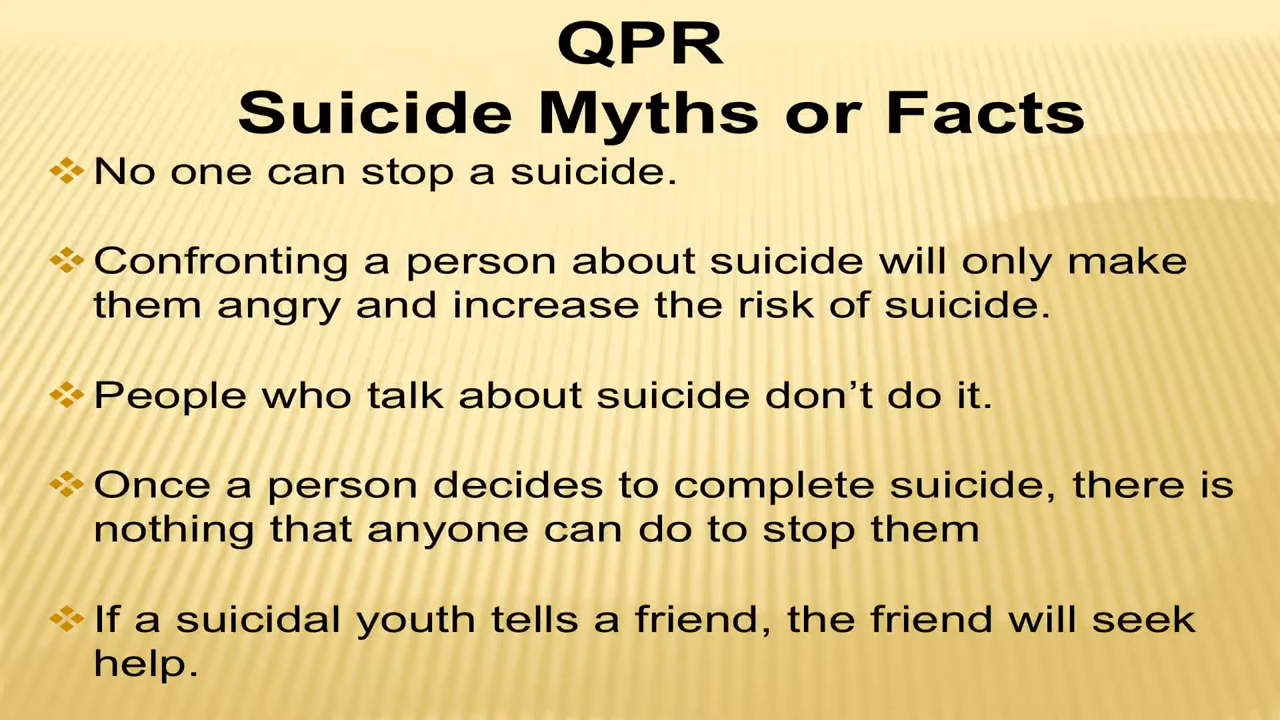 QPR
Suicide Myths or Facts
No one can stop a suicide.
Confronting a person about suicide will only make
them angry and increase the risk of suicide.
People who talk about suicide don’t do it.
Once a person decides to complete suicide, there is
nothing that anyone can do to stop them
If a suicidal youth tells a friend, the friend will seek
help.